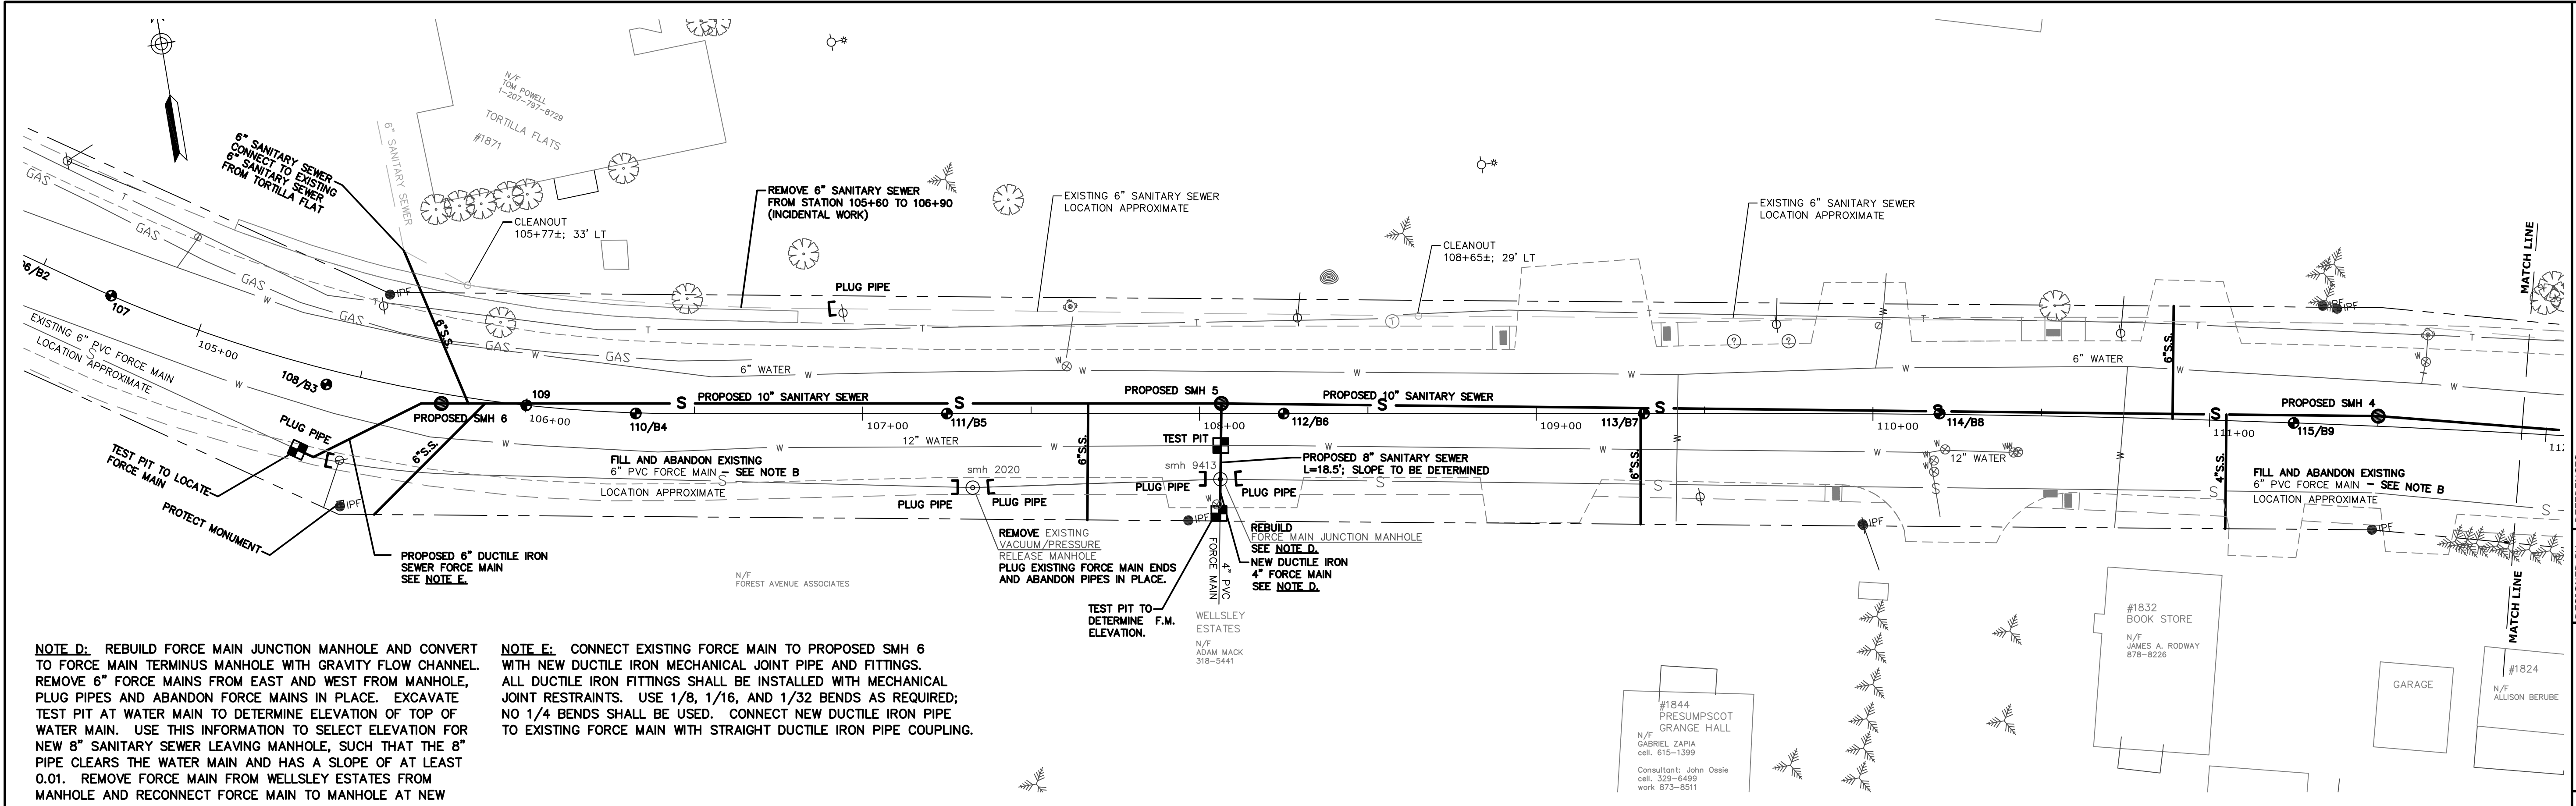 N/F
TOM POWELL
1-207-797-8729
TORTILLA FLATS
#1871
6" SANITARY SEWER
6" SANITARY SEWER
CONNECT TO EXISTING
6" SANITARY SEWER
FROM TORTILLA FLAT
CLEANOUT
105+77±; 33' LT
REMOVE 6" SANITARY SEWER
FROM STATION 105+60 TO 106+90
(INCIDENTAL WORK)
EXISTING 6" SANITARY SEWER
LOCATION APPROXIMATE
CLEANOUT
108+65±; 29' LT
EXISTING 6" SANITARY SEWER
LOCATION APPROXIMATE
MATCH LINE
GAS
GAS
GAS
GAS
GAS
GAS
IPF
PLUG PIPE
IPF
IPF
06/B2
107
105+00
108/B3
EXISTING 6" PVC FORCE MAIN
LOCATION APPROXIMATE
6"S.S.
6" WATER
6" WATER
6"S.S.
109
106+00
PROPOSED SMH 6
110/B4
PROPOSED 10" SANITARY SEWER
107+00
111/B5
PROPOSED SMH 5
108+00
112/B6
PROPOSED 10" SANITARY SEWER
109+00
113/B7
110+00
114/B8
111+00
PROPOSED SMH 4
115/B9
112
PLUG PIPE
TEST PIT TO LOCATE
FORCE MAIN
PROTECT MONUMENT
IPF
6"S.S.
12" WATER
FILL AND ABANDON EXISTING
6" PVC FORCE MAIN - SEE NOTE B
LOCATION APPROXIMATE
smh 2020
PLUG PIPE
PLUG PIPE
6"S.S.
TEST PIT
smh 9413
PLUG PIPE
PLUG PIPE
PROPOSED 8" SANITARY SEWER
L=18.5'; SLOPE TO BE DETERMINED
IPF
6"S.S.
12" WATER
IPF
4"S.S.
FILL AND ABANDON EXISTING
6" PVC FORCE MAIN - SEE NOTE B
LOCATION APPROXIMATE
IPF
PROPOSED 6" DUCTILE IRON
SEWER FORCE MAIN
SEE NOTE E.
N/F
FOREST AVENUE ASSOCIATES
REMOVE EXISTING
VACUUM/PRESSURE
RELEASE MANHOLE
PLUG EXISTING FORCE MAIN ENDS
AND ABANDON PIPES IN PLACE.
REBUILD
FORCE MAIN JUNCTION MANHOLE
SEE NOTE D.
NEW DUCTILE IRON
4" FORCE MAIN
SEE NOTE D.
4" PVC
FORCE MAIN
TEST PIT TO
DETERMINE F.M.
ELEVATION.
WELLSLEY
ESTATES
N/F
ADAM MACK
318-5441
MATCH LINE
#1832
BOOK STORE
N/F
JAMES A. RODWAY
878-8226
GARAGE
#1824
N/F
ALLISON BERUBE
#1844
PRESUMPSCOT
GRANGE HALL
N/F
GABRIEL ZAPIA
cell. 615-1399
Consultant: John Ossie
cell. 329-6499
work 873-8511
NOTE D: REBUILD FORCE MAIN JUNCTION MANHOLE AND CONVERT
TO FORCE MAIN TERMINUS MANHOLE WITH GRAVITY FLOW CHANNEL.
REMOVE 6" FORCE MAINS FROM EAST AND WEST FROM MANHOLE,
PLUG PIPES AND ABANDON FORCE MAINS IN PLACE. EXCAVATE
TEST PIT AT WATER MAIN TO DETERMINE ELEVATION OF TOP OF
WATER MAIN. USE THIS INFORMATION TO SELECT ELEVATION FOR
NEW 8" SANITARY SEWER LEAVING MANHOLE, SUCH THAT THE 8"
PIPE CLEARS THE WATER MAIN AND HAS A SLOPE OF AT LEAST
0.01. REMOVE FORCE MAIN FROM WELLSLEY ESTATES FROM
MANHOLE AND RECONNECT FORCE MAIN TO MANHOLE AT NEW
NOTE E: CONNECT EXISTING FORCE MAIN TO PROPOSED SMH 6
WITH NEW DUCTILE IRON MECHANICAL JOINT PIPE AND FITTINGS.
ALL DUCTILE IRON FITTINGS SHALL BE INSTALLED WITH MECHANICAL
JOINT RESTRAINTS. USE 1/8, 1/16, AND 1/32 BENDS AS REQUIRED;
NO 1/4 BENDS SHALL BE USED. CONNECT NEW DUCTILE IRON PIPE
TO EXISTING FORCE MAIN WITH STRAIGHT DUCTILE IRON PIPE COUPLING.